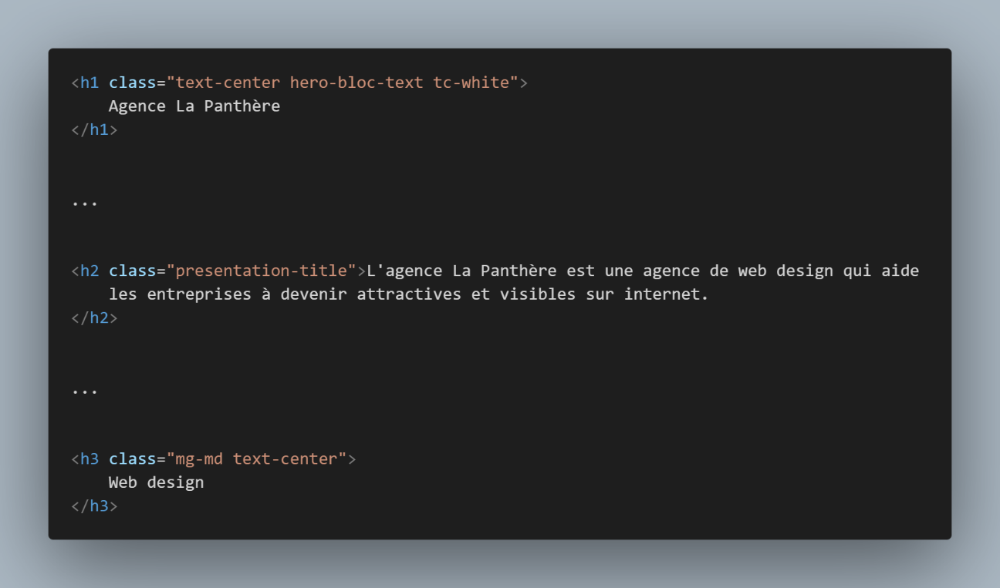 <h1 class="text-center hero-bloc-text tc-white">
    Agence La Panthère
</h1>
...
<h2 class="presentation-title">L'agence La Panthère est une agence de web design qui aide
    les entreprises à devenir attractives et visibles sur internet.
</h2>
...
<h3 class="mg-md text-center">
    Web design
</h3>